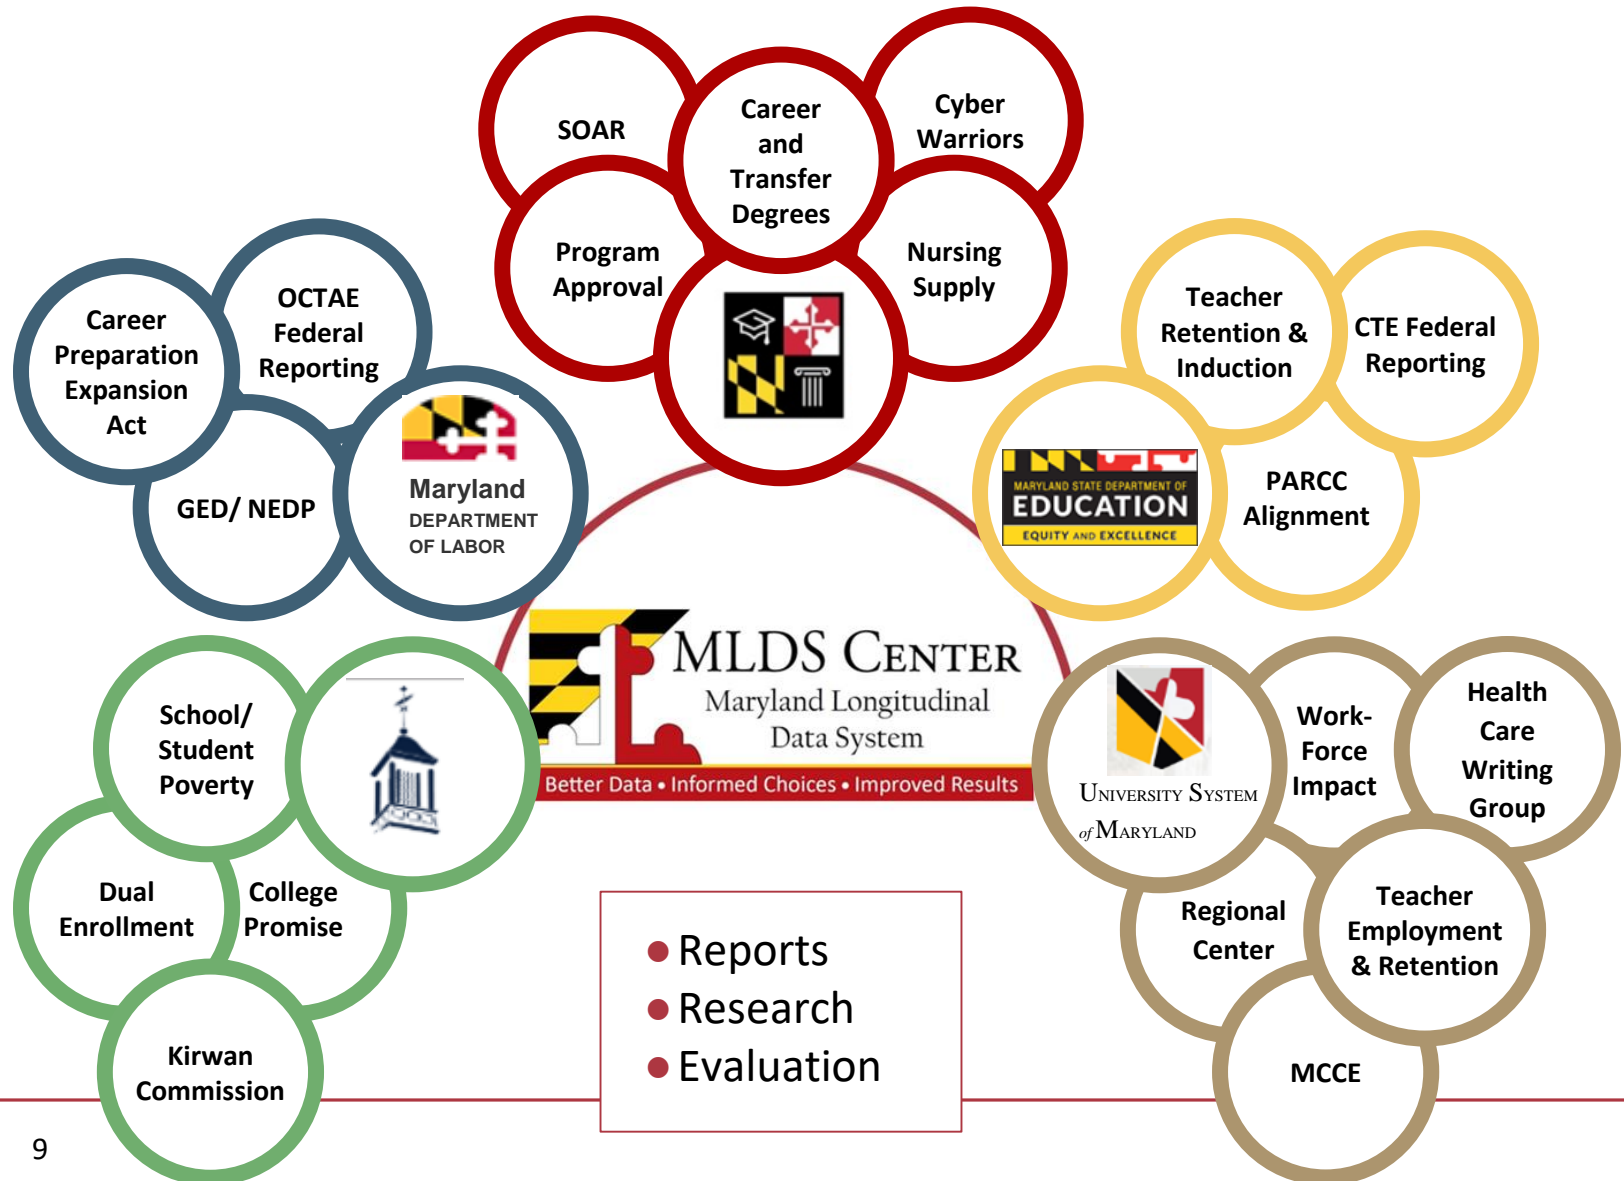 SOAR
Career
and
Transfer
Degrees
Cyber
Warriors
Program
Approval
Nursing
Supply
Career
Preparation
Expansion
Act
OCTAE
Federal
Reporting
GED/ NEDP
Maryland
DEPARTMENT
OF LABOR
Teacher
Retention &
Induction
CTE Federal
Reporting
MARYLAND STATE DEPARTMENT OF
EDUCATION
EQUITY AND EXCELLENCE
PARCC
Alignment
MLDS CENTER
Maryland Longitudinal
Data System
Better Data • Informed Choices • Improved Results
School/
Student
Poverty
Dual
Enrollment
College
Promise
Kirwan
Commission
UNIVERSITY SYSTEM
of MARYLAND
Work-
Force
Impact
Health
Care
Writing
Group
Regional
Center
Teacher
Employment
& Retention
MCCE
• Reports
• Research
• Evaluation
9